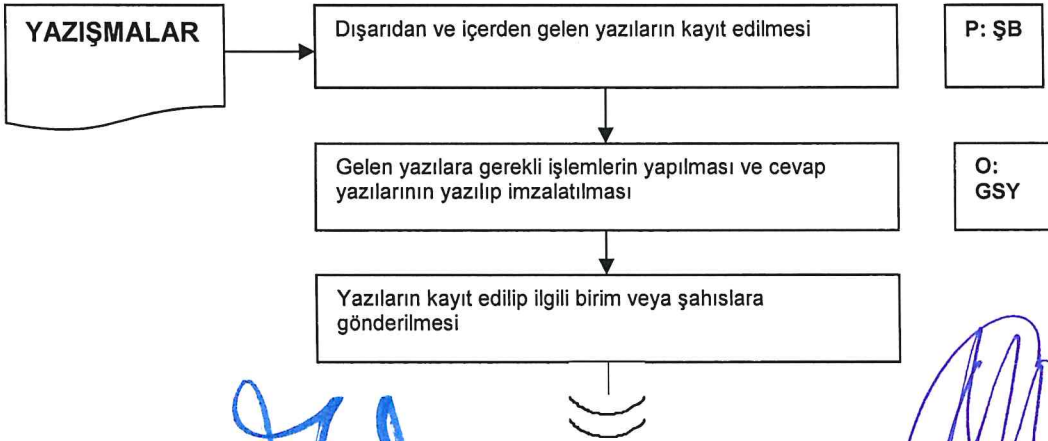 YAZIŞMALAR
Dışarıdan ve içerden gelen yazıların kayıt edilmesi
P: ŞB
Gelen yazılara gerekli işlemlerin yapılması ve cevap
yazılarının yazılıp imzalatılması
O:
GSY
Yazıların kayıt edilip ilgili birim veya şahıslara
gönderilmesi